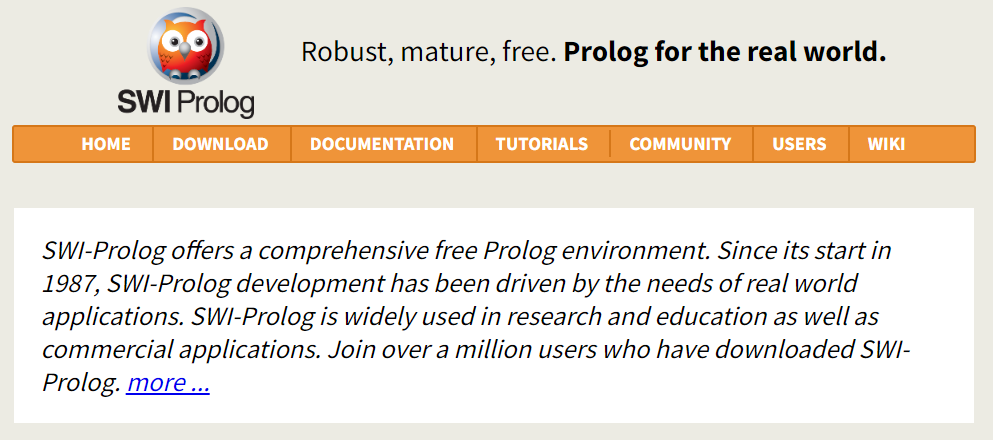 Robust, mature, free. Prolog for the real world.
SWI Prolog
HOME DOWNLOAD DOCUMENTATION TUTORIALS COMMUNITY USERS WIKI
SWI-Prolog offers a comprehensive free Prolog environment. Since its start in
1987, SWI-Prolog development has been driven by the needs of real world
applications. SWI-Prolog is widely used in research and education as well as
commercial applications. Join over a million users who have downloaded SWI-
Prolog. more ...